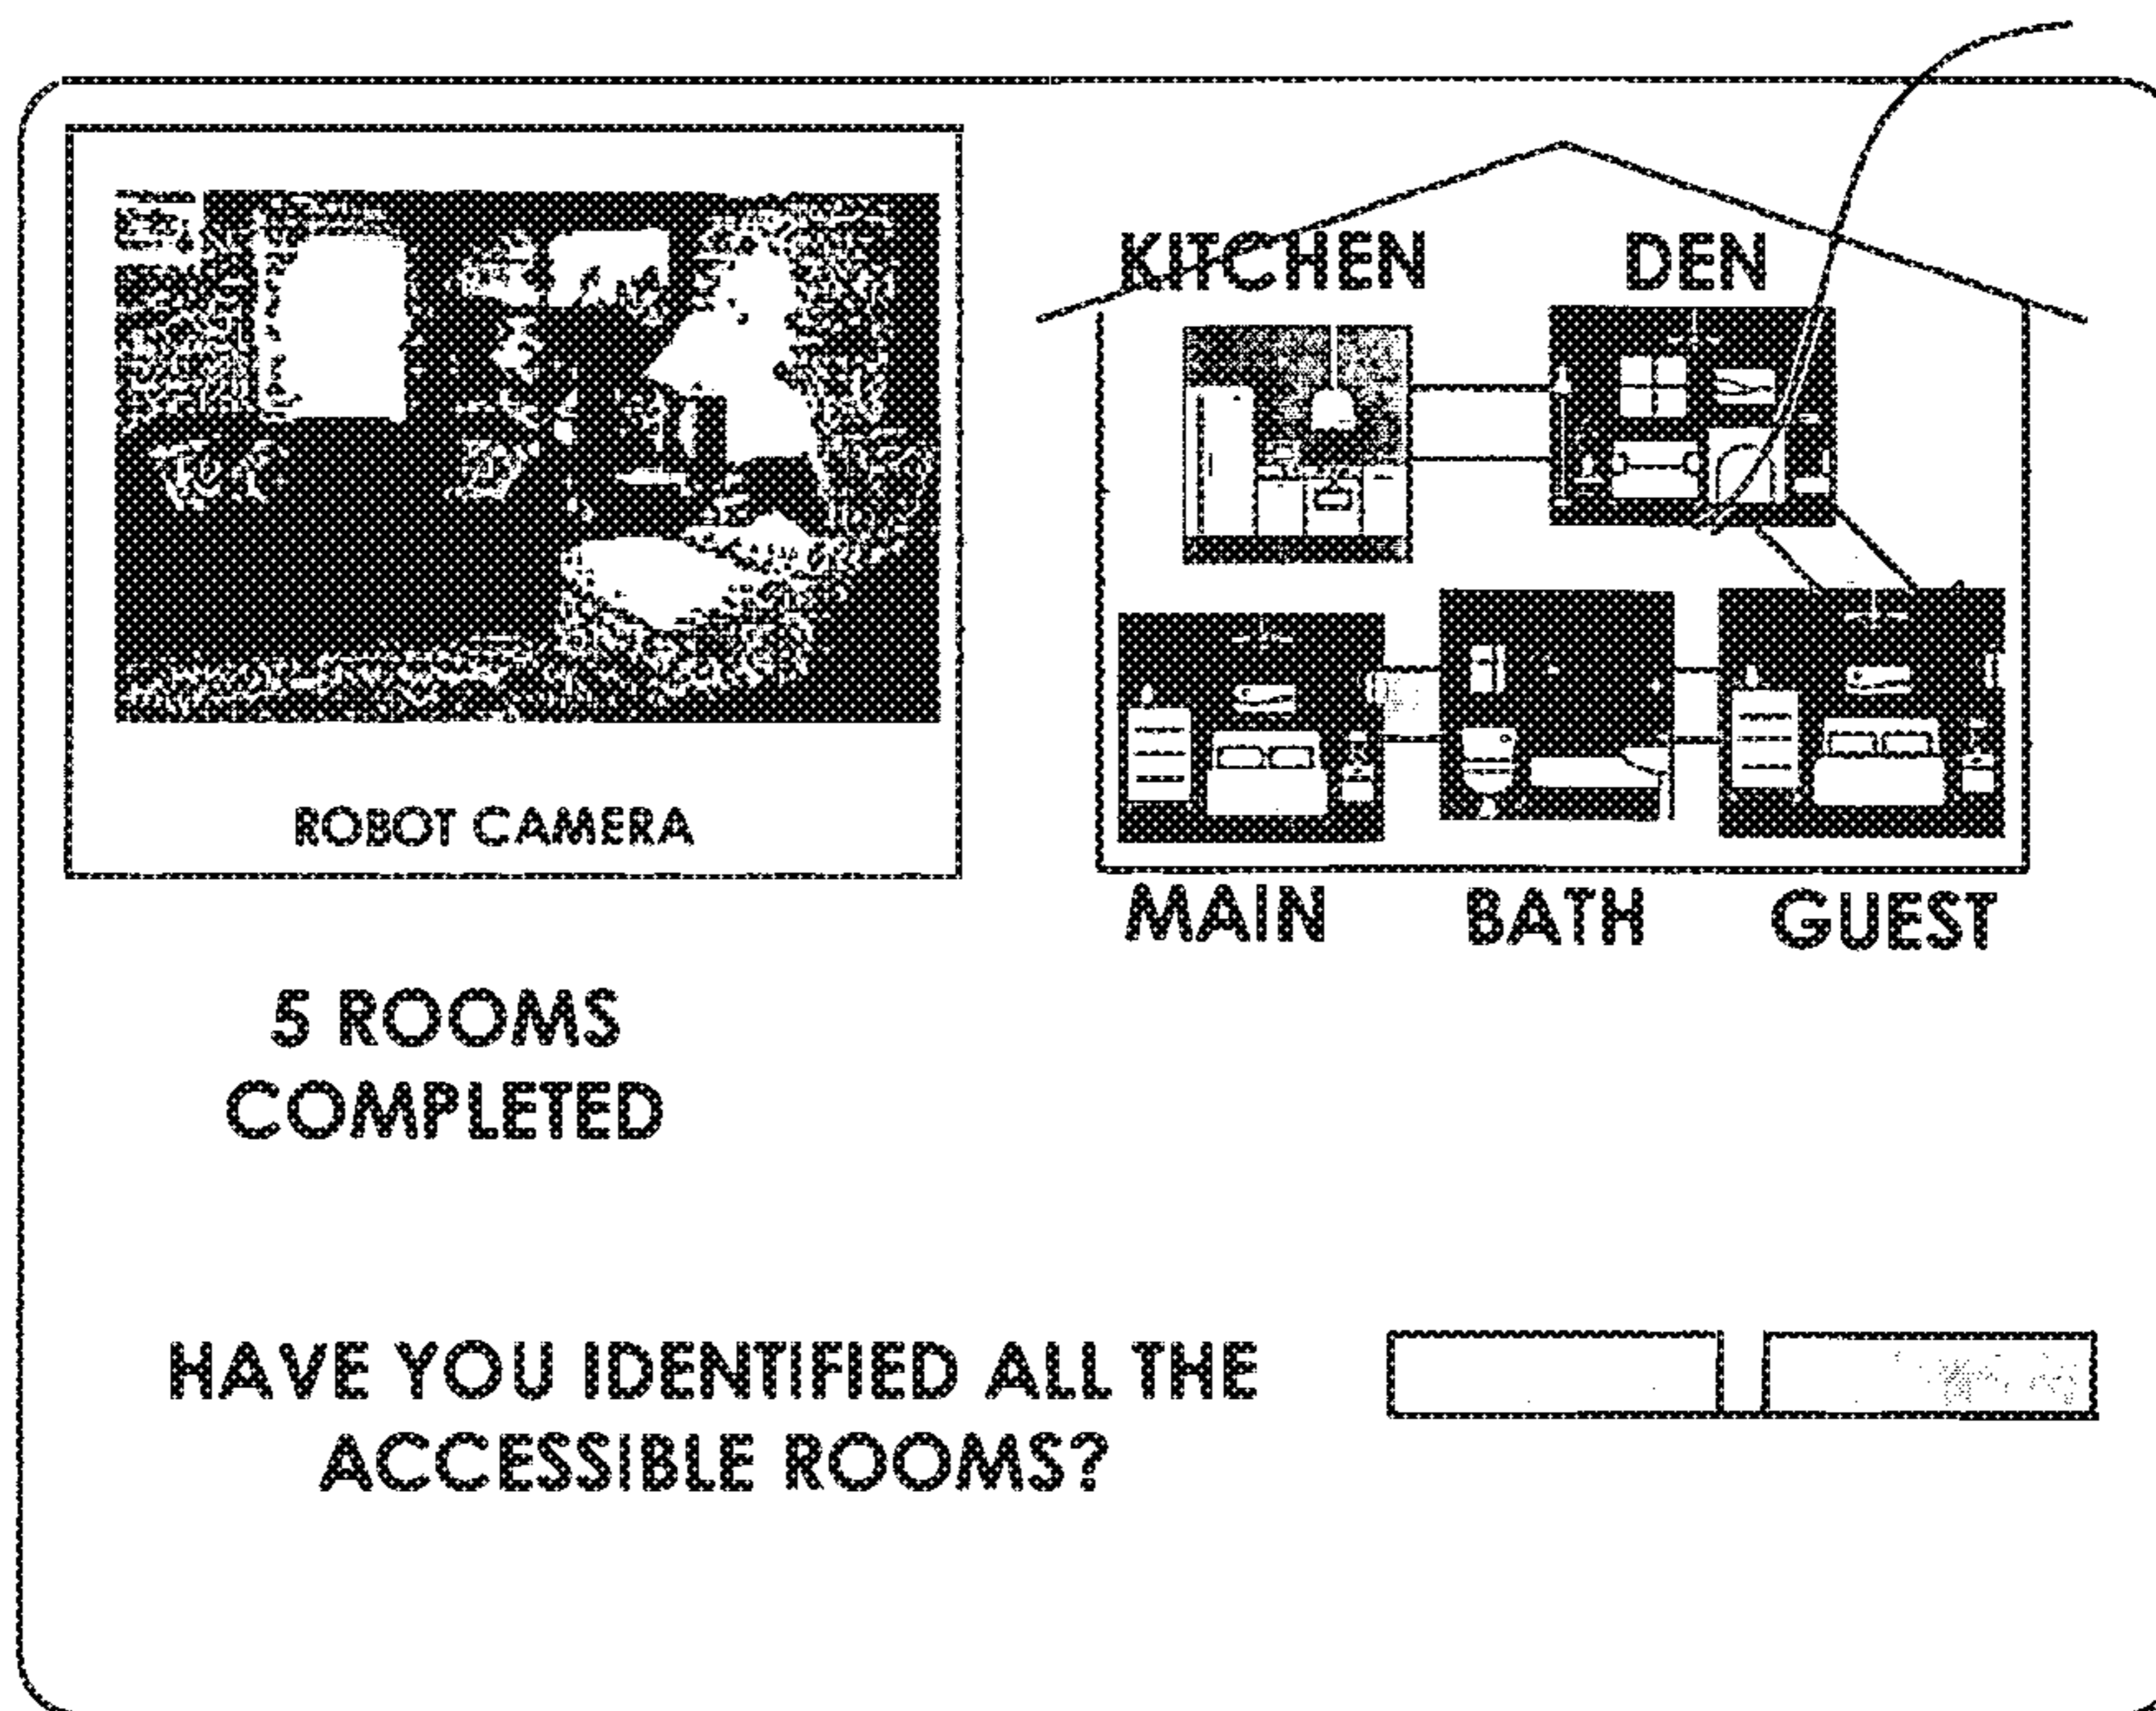 KITCHEN
DEN
ROBOT CAMERA
MAIN
BATH
GUEST
5 ROOMS
COMPLETED
HAVE YOU IDENTIFIED ALL THE
ACCESSIBLE ROOMS?